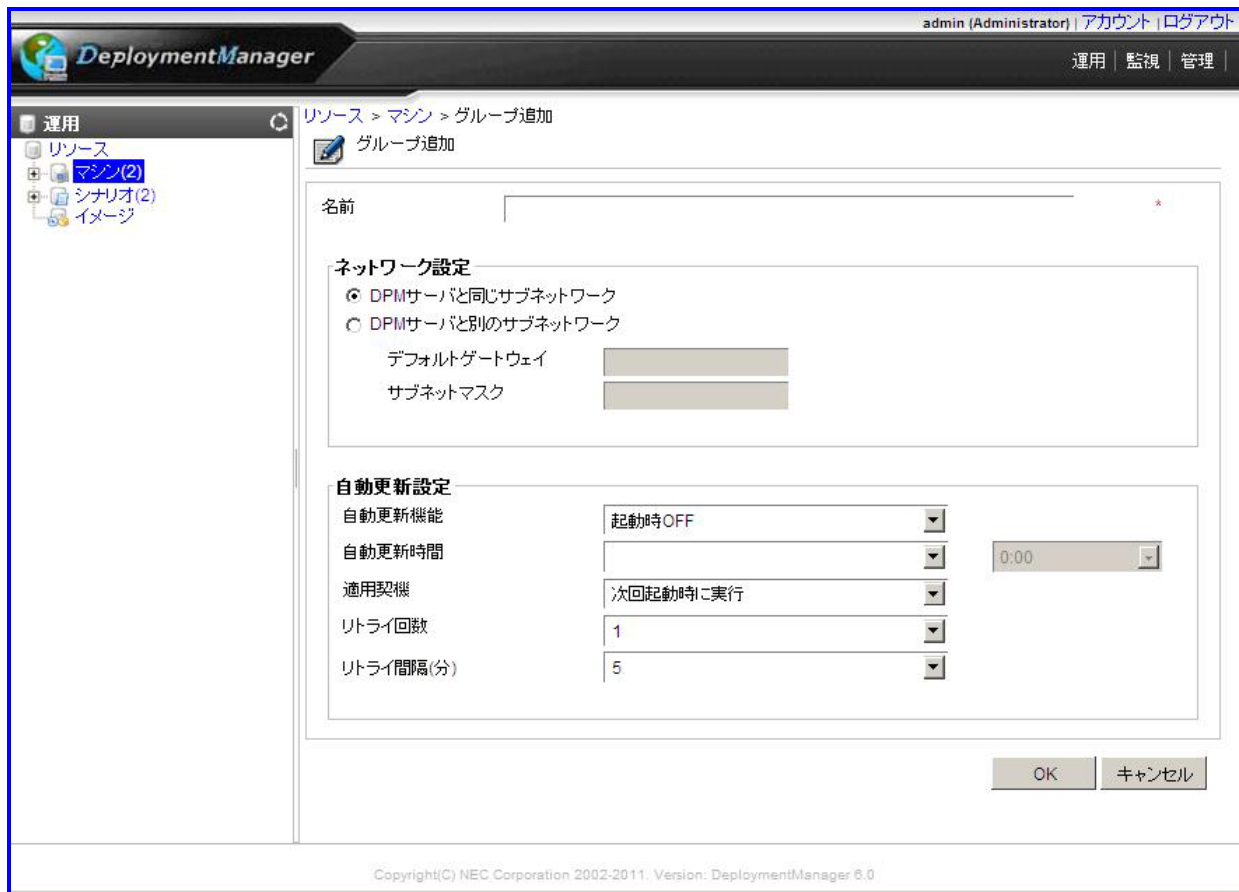 admin (Administrator) | アカウント | ログアウト
DeploymentManager
運用 | 監視 | 管理 |
運用
リソース
マシン(2)
シナリオ(2)
イメージ
リソース > マシン > グループ追加
グループ追加
名前 *
ネットワーク設定
DPMサーバと同じサブネットワーク
DPMサーバと別のサブネットワーク
デフォルトゲートウェイ
サブネットマスク
自動更新設定
自動更新機能 起動時OFF
自動更新時間 0:00
適用契機 次回起動時に実行
リトライ回数 1
リトライ間隔(分) 5
OK キャンセル
Copyright(C) NEC Corporation 2002-2011. Version: DeploymentManager 6.0